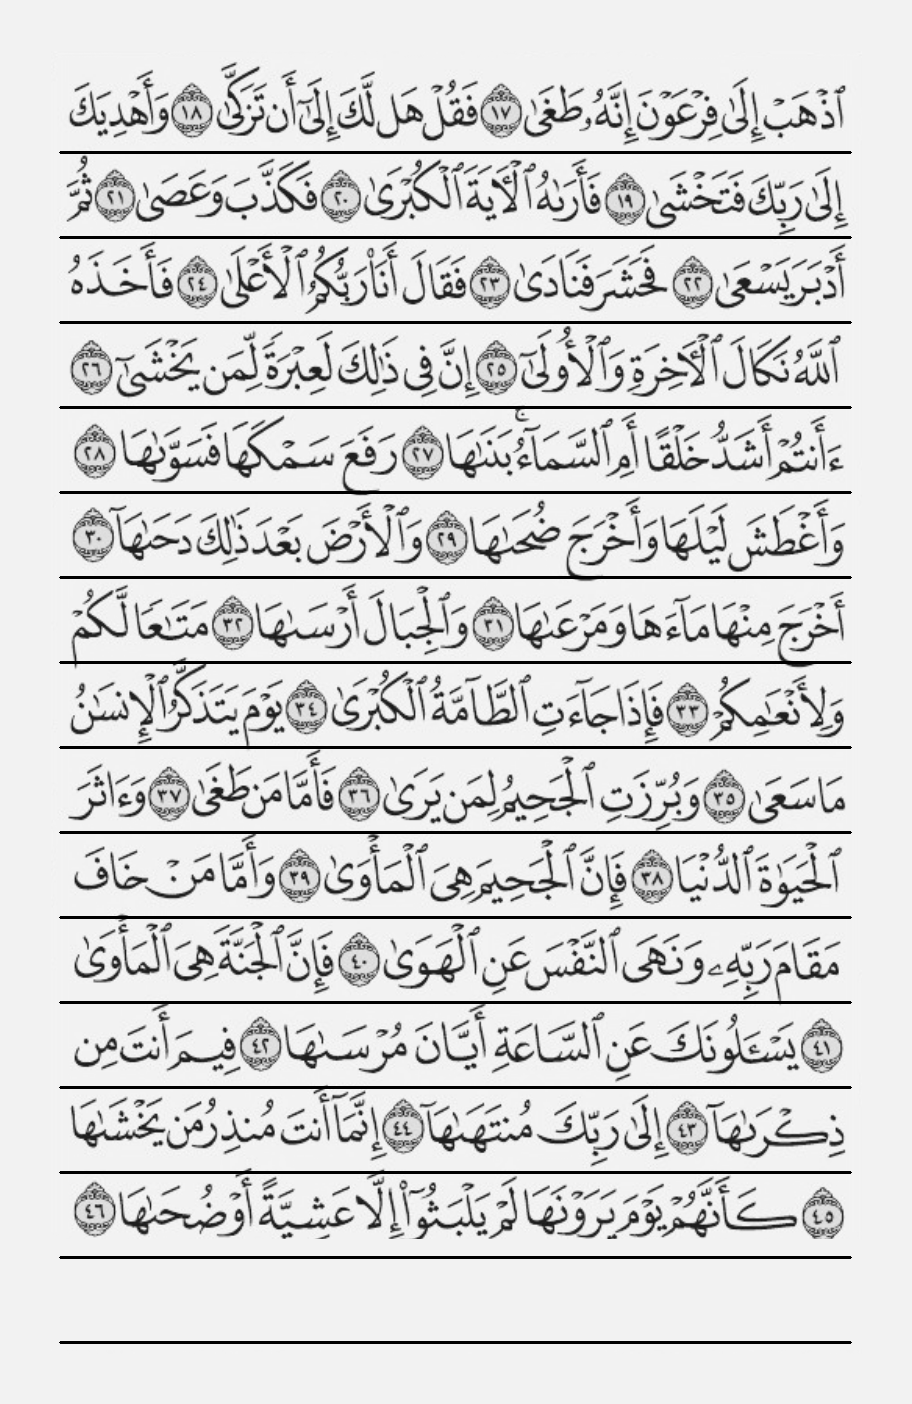 ٱذْهَبْ إِلَىٰ فِرْعَوْنَ إِنَّهُۥ طَغَىٰ ١٧ فَقُلْ هَل لَّكَ إِلَىٰٓ أَن تَزَكَّىٰ ١٨ وَأَهْدِيَكَ
إِلَىٰ رَبِّكَ فَتَخْشَىٰ ١٩ فَأَرَىٰهُ ٱلْءَايَةَ ٱلْكُبْرَىٰ ٢٠ فَكَذَّبَ وَعَصَىٰ ٢١ ثُمَّ
أَدْبَرَ يَسْعَىٰ ٢٢ فَحَشَرَ فَنَادَىٰ ٢٣ فَقَالَ أَنَا۠ رَبُّكُمُ ٱلْأَعْلَىٰ ٢٤ فَأَخَذَهُ
ٱللَّهُ نَكَالَ ٱلْءَاخِرَةِ وَٱلْأُولَىٰٓ ٢٥ إِنَّ فِى ذَٰلِكَ لَعِبْرَةً لِّمَن يَخْشَىٰٓ ٢٦
ءَأَنتُمْ أَشَدُّ خَلْقًا أَمِ ٱلسَّمَآءُ ۚ بَنَىٰهَا ٢٧ رَفَعَ سَمْكَهَا فَسَوَّىٰهَا ٢٨
وَأَغْطَشَ لَيْلَهَا وَأَخْرَجَ ضُحَىٰهَا ٢٩ وَٱلْأَرْضَ بَعْدَ ذَٰلِكَ دَحَىٰهَآ ٣٠
أَخْرَجَ مِنْهَا مَآءَهَا وَمَرْعَىٰهَا ٣١ وَٱلْجِبَالَ أَرْسَىٰهَا ٣٢ مَتَٰعًا لَّكُمْ
وَلِأَنْعَٰمِكُمْ ٣٣ فَإِذَا جَآءَتِ ٱلطَّآمَّةُ ٱلْكُبْرَىٰ ٣٤ يَوْمَ يَتَذَكَّرُ ٱلْإِنسَٰنُ
مَا سَعَىٰ ٣٥ وَبُرِّزَتِ ٱلْجَحِيمُ لِمَن يَرَىٰ ٣٦ فَأَمَّا مَن طَغَىٰ ٣٧ وَءَاثَرَ
ٱلْحَيَوٰةَ ٱلدُّنْيَا ٣٨ فَإِنَّ ٱلْجَحِيمَ هِىَ ٱلْمَأْوَىٰ ٣٩ وَأَمَّا مَنْ خَافَ
مَقَامَ رَبِّهِۦ وَنَهَى ٱلنَّفْسَ عَنِ ٱلْهَوَىٰ ٤٠ فَإِنَّ ٱلْجَنَّةَ هِىَ ٱلْمَأْوَىٰ
٤١ يَسْـَٔلُونَكَ عَنِ ٱلسَّاعَةِ أَيَّانَ مُرْسَىٰهَا ٤٢ فِيمَ أَنتَ مِن
ذِكْرَىٰهَآ ٤٣ إِلَىٰ رَبِّكَ مُنتَهَىٰهَآ ٤٤ إِنَّمَآ أَنتَ مُنذِرُ مَن يَخْشَىٰهَا
٤٥ كَأَنَّهُمْ يَوْمَ يَرَوْنَهَا لَمْ يَلْبَثُوٓا۟ إِلَّا عَشِيَّةً أَوْ ضُحَىٰهَا ٤٦